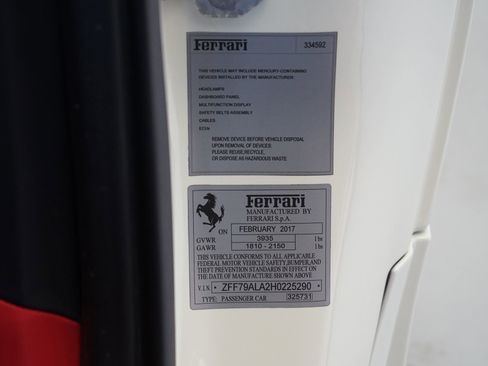 Ferrari 334592
THIS VEHICLE MAY INCLUDE MERCURY-CONTAINING
DEVICES INSTALLED BY THE MANUFACTURER:
HEADLAMPS
DASHBOARD PANEL
MULTIFUNCTION DISPLAY
SAFETY BELTS ASSEMBLY
CABLES
ECUs
REMOVE DEVICE BEFORE VEHICLE DISPOSAL
UPON REMOVAL OF DEVICES:
PLEASE REUSE,RECYCLE,
OR DISPOSE AS HAZARDOUS WASTE
Ferrari
MANUFACTURED BY
FERRARI S.p.A.
ON FEBRUARY 2017
GVWR 3935 lbs
GAWR 1810 - 2150 lbs
THIS VEHICLE CONFORMS TO ALL APPLICABLE
FEDERAL MOTOR VEHICLE SAFETY,BUMPER,AND
THEFT PREVENTION STANDARDS IN EFFECT ON
DATE OF MANUFACTURE SHOWN ABOVE
V.I.N. * ZFF79ALA2H0225290 *
TYPE: PASSENGER CAR 325731